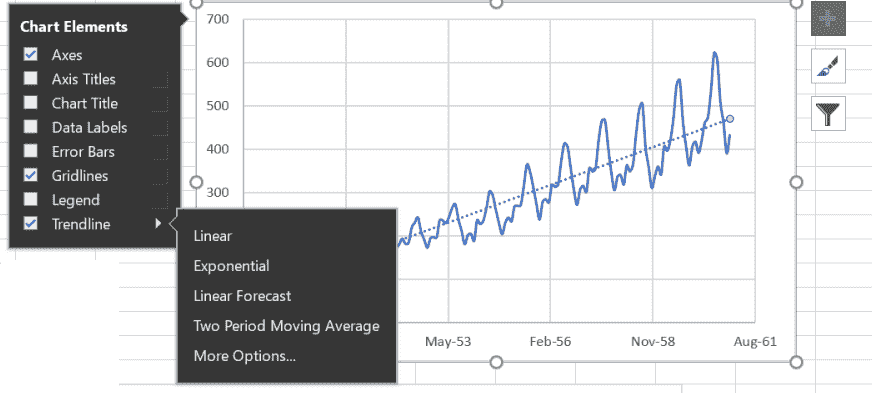 Chart Elements
Axes
Axis Titles
Chart Title
Data Labels
Error Bars
Gridlines
Legend
Trendline
Linear
Exponential
Linear Forecast
Two Period Moving Average
More Options...
700
600
500
400
300
May-53
Feb-56
Nov-58
Aug-61